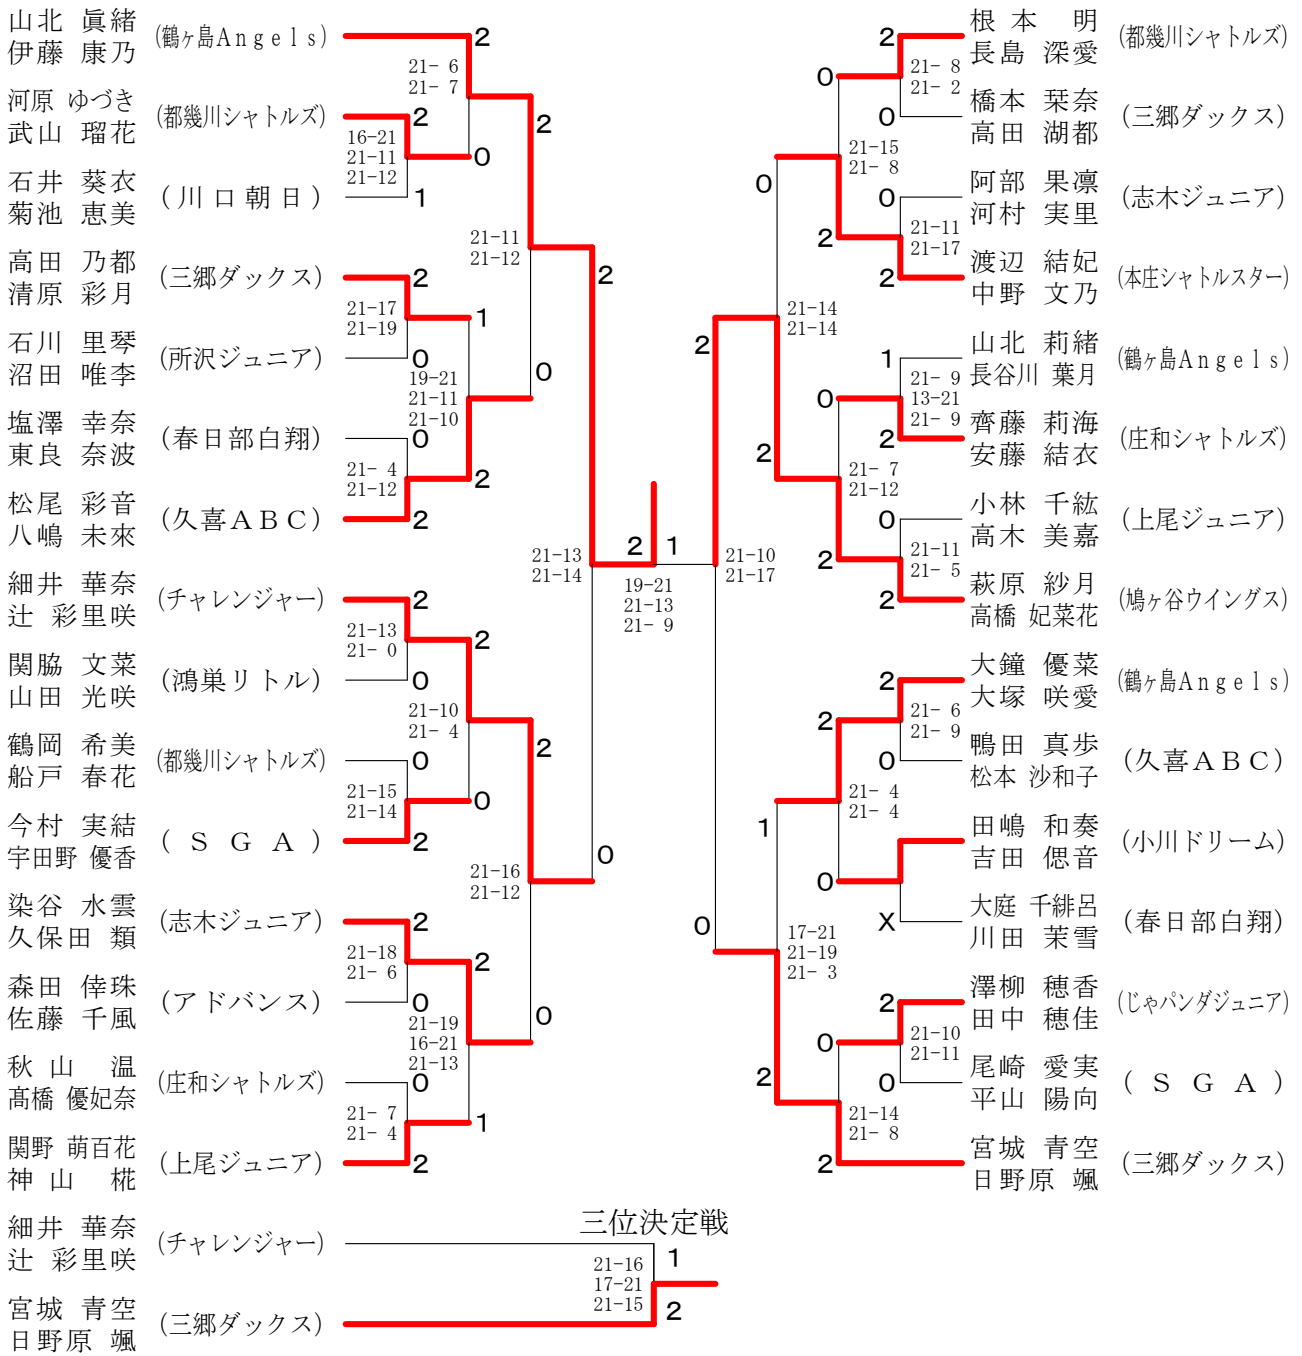 山北 眞緒
伊藤 康乃
(鶴ヶ島Angels)
2
21- 6
21- 7
河原 ゆづき
武山 瑠花
(都幾川シャトルズ)
2
16-21
21-11
21-12
0
2
石井 葵衣
菊池 恵美
(川口朝日)
1
21-11
21-12
2
高田 乃都
清原 彩月
(三郷ダックス)
2
21-17
21-19
1
石川 里琴
沼田 唯李
(所沢ジュニア)
0
19-21
21-11
21-10
0
塩澤 幸奈
東良 奈波
(春日部白翔)
0
21- 4
21-12
2
松尾 彩音
八嶋 未來
(久喜ABC)
2
21-13
21-14
細井 華奈
辻 彩里咲
(チャレンジャー)
2
21-13
21- 0
2
関脇 文菜
山田 光咲
(鴻巣リトル)
0
21-10
21- 4
2
鶴岡 希美
船戸 春花
(都幾川シャトルズ)
0
21-15
21-14
0
今村 実結
宇田野 優香
(SGA)
2
21-16
21-12
0
染谷 水雲
久保田 類
(志木ジュニア)
2
21-18
21- 6
2
森田 倖珠
佐藤 千風
(アドバンス)
0
21-19
16-21
21-13
0
秋山 温
髙橋 優妃奈
(庄和シャトルズ)
0
21- 7
21- 4
1
関野 萌百花
神山 椛
(上尾ジュニア)
2
2
1
19-21
21-13
21- 9
根本 明
長島 深愛
(都幾川シャトルズ)
2
21- 8
21- 2
0
橋本 栞奈
高田 湖都
(三郷ダックス)
0
21-15
21- 8
0
阿部 果凛
河村 実里
(志木ジュニア)
0
21-11
21-17
2
渡辺 結妃
中野 文乃
(本庄シャトルスター)
2
21-14
21-14
2
山北 莉緒
長谷川 葉月
(鶴ヶ島Angels)
1
21- 9
13-21
21- 9
0
齊藤 莉海
安藤 結衣
(庄和シャトルズ)
2
21- 7
21-12
2
小林 千紘
高木 美嘉
(上尾ジュニア)
0
21-11
21- 5
2
萩原 紗月
高橋 妃菜花
(鳩ヶ谷ウイングス)
2
21-10
21-17
大鐘 優菜
大塚 咲愛
(鶴ヶ島Angels)
2
21- 6
21- 9
2
鴨田 真歩
松本 沙和子
(久喜ABC)
0
21- 4
21- 4
1
田嶋 和奏
吉田 偲音
(小川ドリーム)
0
大庭 千緋呂
川田 茉雪
(春日部白翔)
X
17-21
21-19
21- 3
0
澤柳 穂香
田中 穂佳
(じゃパンダジュニア)
2
21-10
21-11
0
尾崎 愛実
平山 陽向
(SGA)
0
21-14
21- 8
2
宮城 青空
日野原 颯
(三郷ダックス)
2
三位決定戦
細井 華奈
辻 彩里咲
(チャレンジャー)
1
21-16
17-21
21-15
宮城 青空
日野原 颯
(三郷ダックス)
2